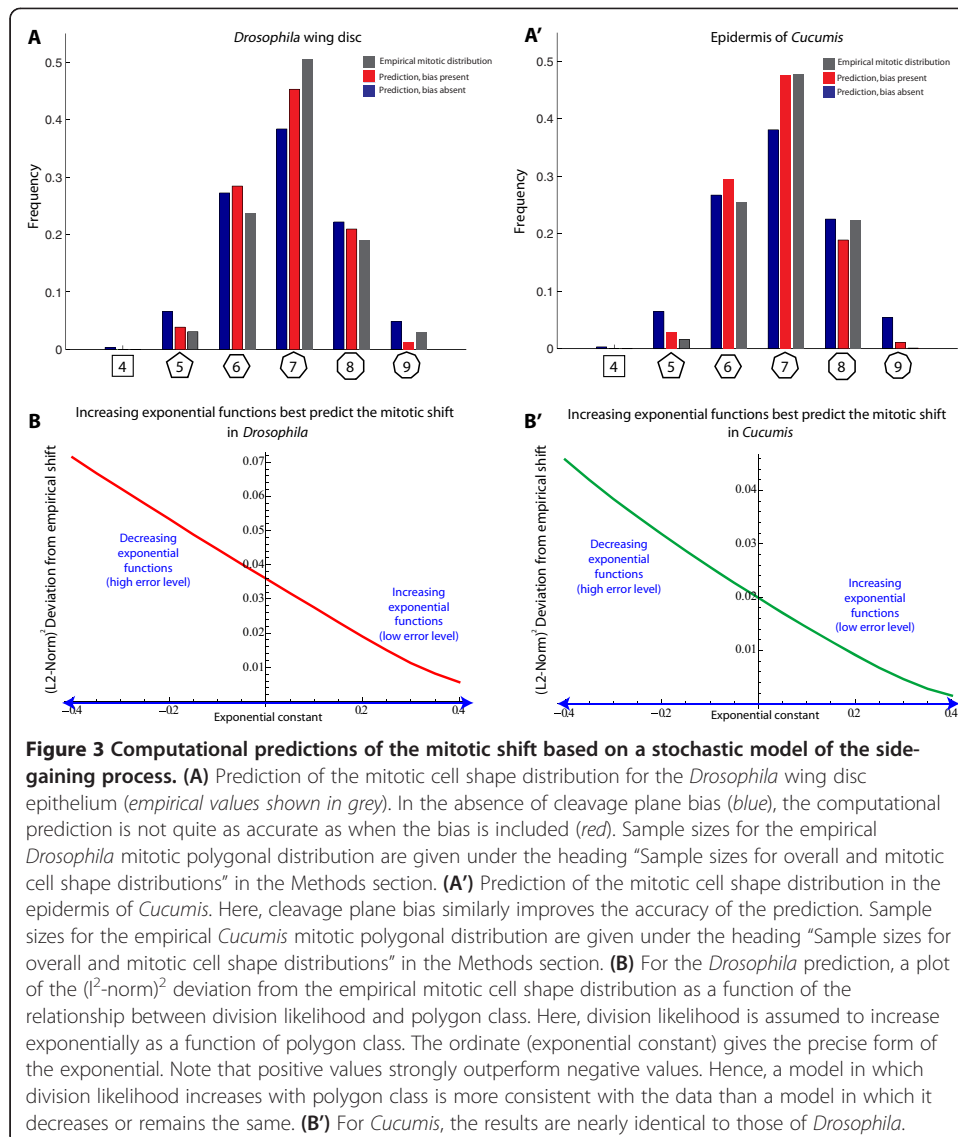 A
Drosophila wing disc
0.5
0.4
0.3
0.2
0.1
0
Frequency
Empirical mitotic distribution
Prediction, bias present
Prediction, bias absent
4
5
6
7
8
9
A'
Epidermis of Cucumis
0.5
0.4
0.3
0.2
0.1
0
Frequency
Empirical mitotic distribution
Prediction, bias present
Prediction, bias absent
4
5
6
7
8
9
B
Increasing exponential functions best predict the mitotic shift
in Drosophila
(L2-Norm)² Deviation from empirical shift
0.07
0.06
0.05
0.04
0.03
0.02
0.01
Decreasing
exponential
functions
(high error level)
Increasing
exponential
functions
(low error level)
−0.4
−0.2
0.0
0.2
0.4
Exponential constant
B'
Increasing exponential functions best predict the mitotic shift
in Cucumis
(L2-Norm)² Deviation from empirical shift
0.04
0.03
0.02
0.01
Decreasing
exponential
functions
(high error level)
Increasing
exponential
functions
(low error level)
−0.4
−0.2
0.0
0.2
0.4
Exponential constant
Figure 3 Computational predictions of the mitotic shift based on a stochastic model of the side-
gaining process. (A) Prediction of the mitotic cell shape distribution for the Drosophila wing disc
epithelium (empirical values shown in grey). In the absence of cleavage plane bias (blue), the computational
prediction is not quite as accurate as when the bias is included (red). Sample sizes for the empirical
Drosophila mitotic polygonal distribution are given under the heading “Sample sizes for overall and mitotic
cell shape distributions” in the Methods section. (A’) Prediction of the mitotic cell shape distribution in the
epidermis of Cucumis. Here, cleavage plane bias similarly improves the accuracy of the prediction. Sample
sizes for the empirical Cucumis mitotic polygonal distribution are given under the heading “Sample sizes for
overall and mitotic cell shape distributions” in the Methods section. (B) For the Drosophila prediction, a plot
of the (l²-norm)² deviation from the empirical mitotic cell shape distribution as a function of the
relationship between division likelihood and polygon class. Here, division likelihood is assumed to increase
exponentially as a function of polygon class. The ordinate (exponential constant) gives the precise form of
the exponential. Note that positive values strongly outperform negative values. Hence, a model in which
division likelihood increases with polygon class is more consistent with the data than a model in which it
decreases or remains the same. (B’) For Cucumis, the results are nearly identical to those of Drosophila.